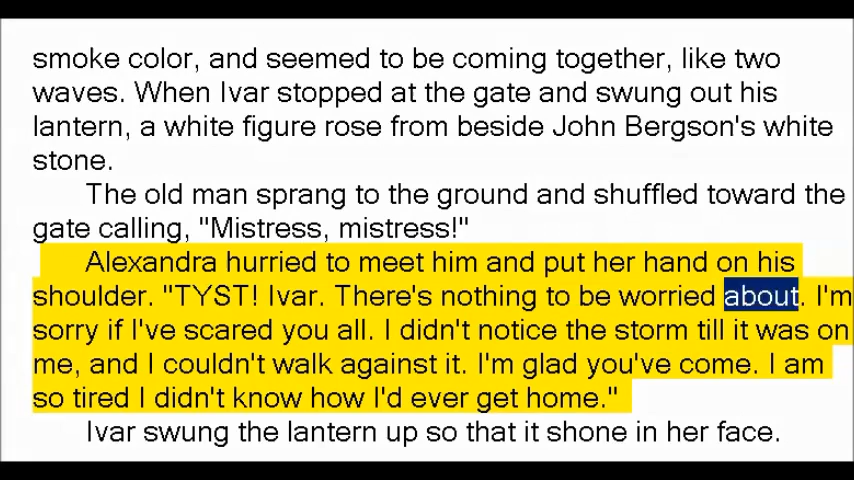 smoke color, and seemed to be coming together, like two
waves. When Ivar stopped at the gate and swung out his
lantern, a white figure rose from beside John Bergson's white
stone.
The old man sprang to the ground and shuffled toward the
gate calling, "Mistress, mistress!"
Alexandra hurried to meet him and put her hand on his
shoulder. "TYST! Ivar. There's nothing to be worried about. I'm
sorry if I've scared you all. I didn't notice the storm till it was on
me, and I couldn't walk against it. I'm glad you've come. I am
so tired I didn't know how I'd ever get home."
Ivar swung the lantern up so that it shone in her face.